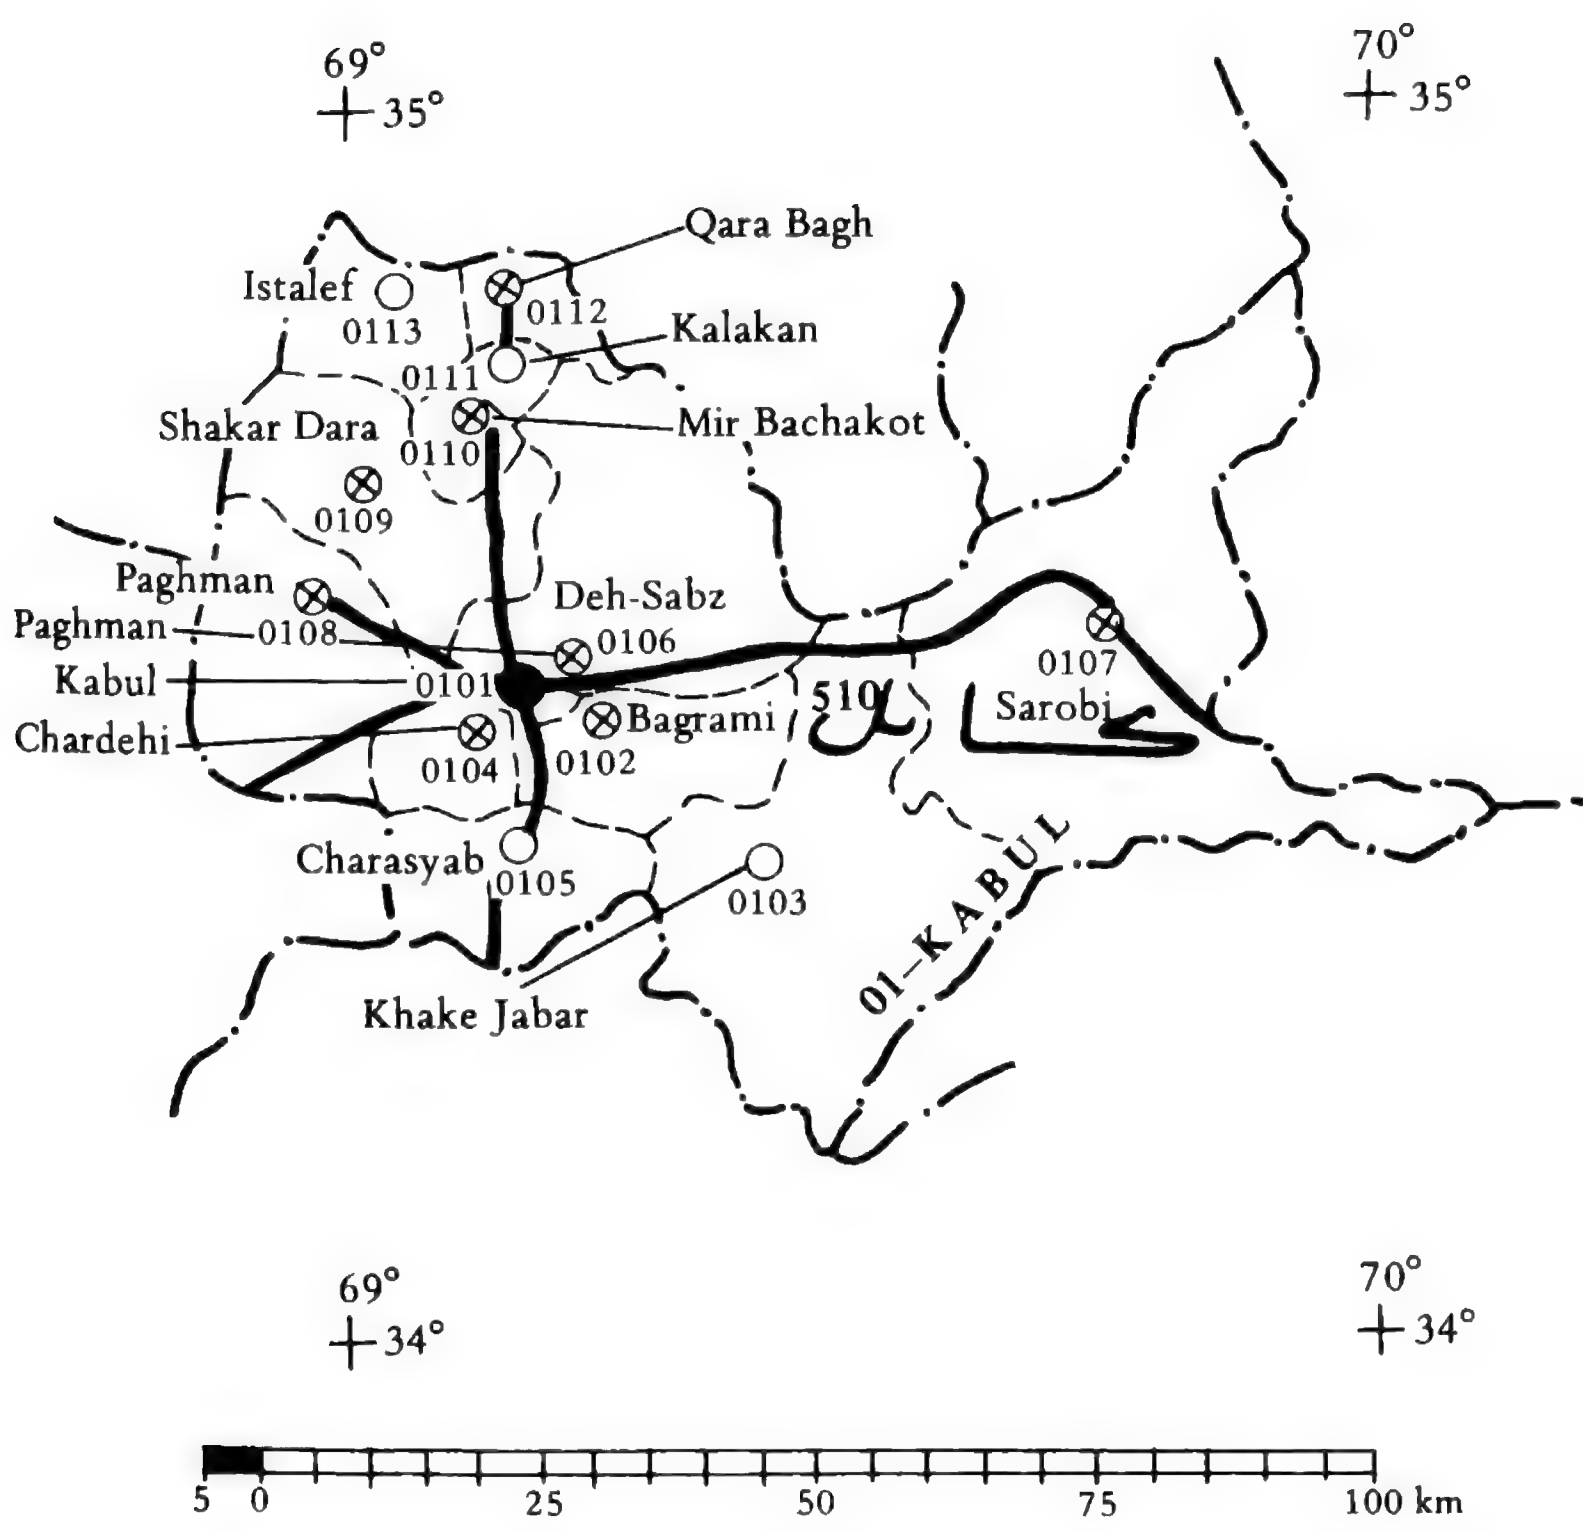 69°
35°
70°
35°
Qara Bagh
Istalef
0112
0113
Kalakan
0111
Shakar Dara
Mir Bachakot
0110
0109
Paghman
Deh-Sabz
Paghman
0108
0106
0107
Kabul
0101
510
Sarobi
Bagrami
Chardehi
0104
0102
Charasyab
0105
0103
01-KABUL
Khake Jabar
69°
34°
70°
34°
5 0 25 50 75 100 km